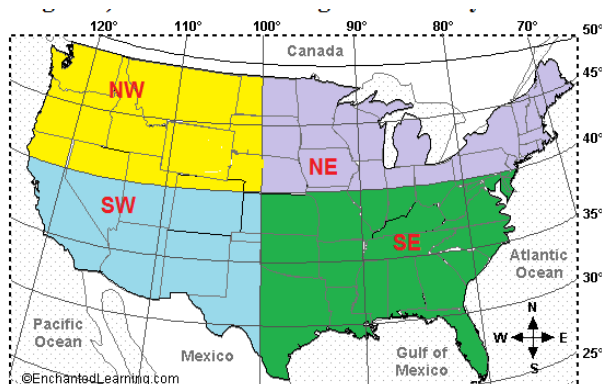 120° 110° 100° 90° 80° 70° 50°
Canada
NW
45°
NE
40°
SW
35°
SE
Atlantic
Ocean
30°
N
W E
S
Pacific
Ocean
Mexico
Gulf of
Mexico
25°
©EnchantedLearning.com